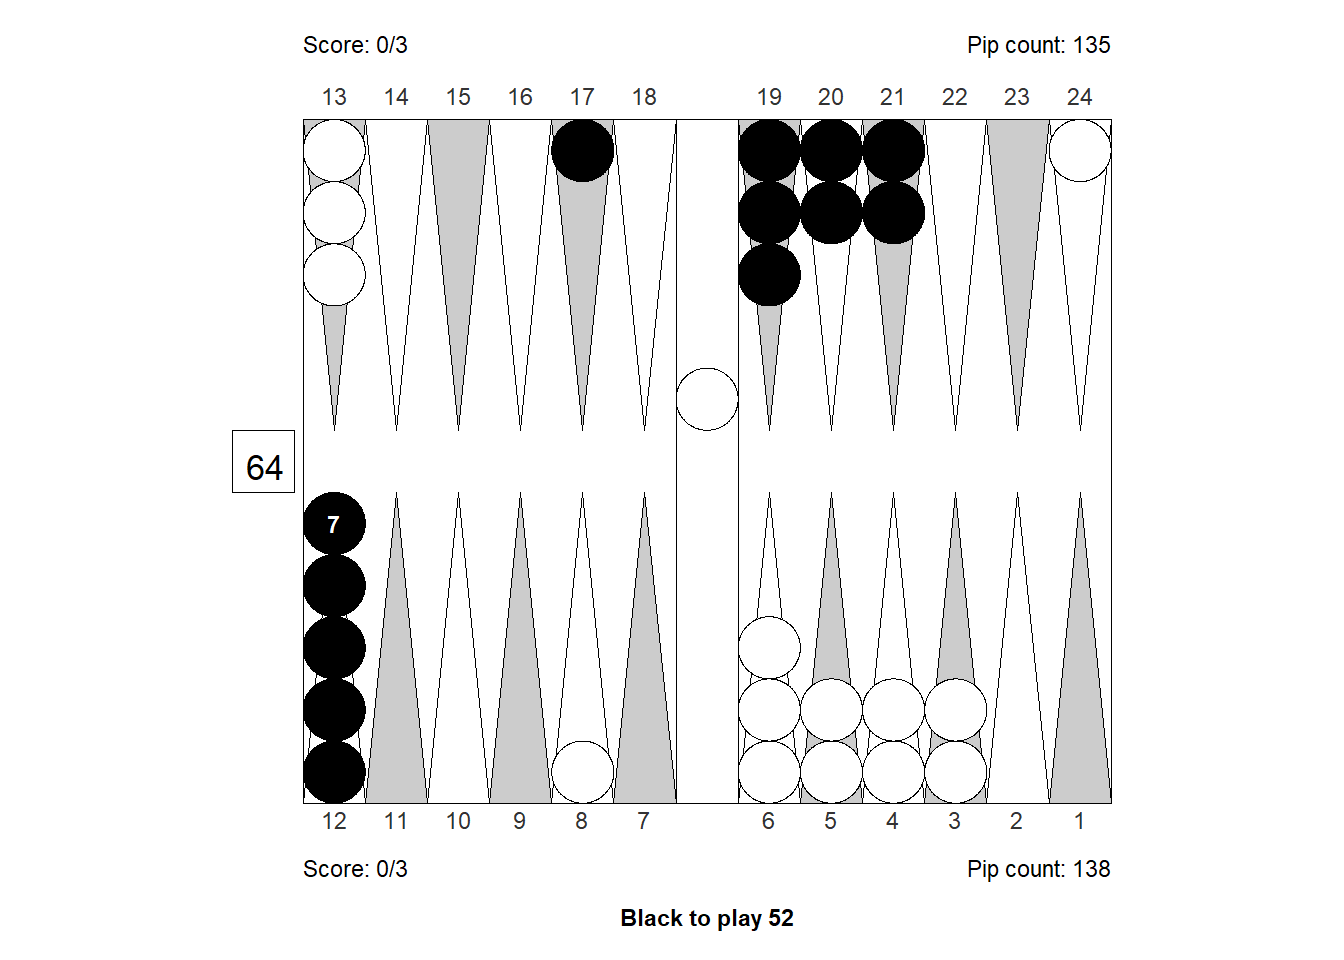 Score: 0/3 Pip count: 135
13 14 15 16 17 18 19 20 21 22 23 24
64
7
12 11 10 9 8 7 6 5 4 3 2 1
Score: 0/3 Pip count: 138
Black to play 52